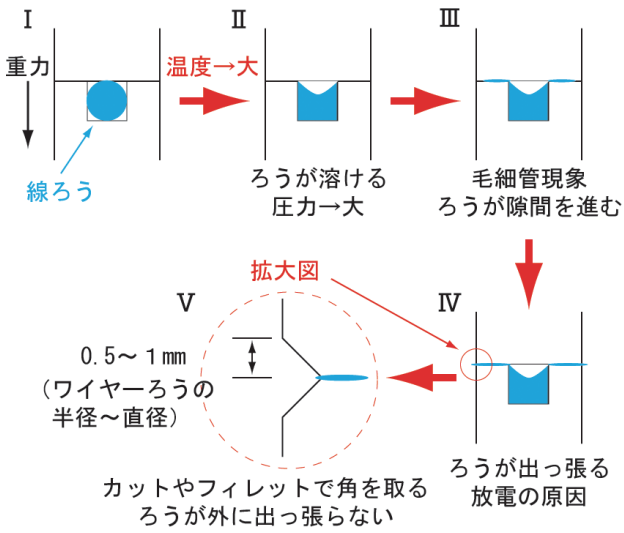 Ⅰ
重力
線ろう
温度→大
Ⅱ
ろうが溶ける
圧力→大
Ⅲ
毛細管現象
ろうが隙間を進む
Ⅳ
ろうが出っ張る
放電の原因
拡大図
Ⅴ
0.5~1mm
(ワイヤーろうの
半径~直径)
カットやフィレットで角を取る
ろうが外に出っ張らない